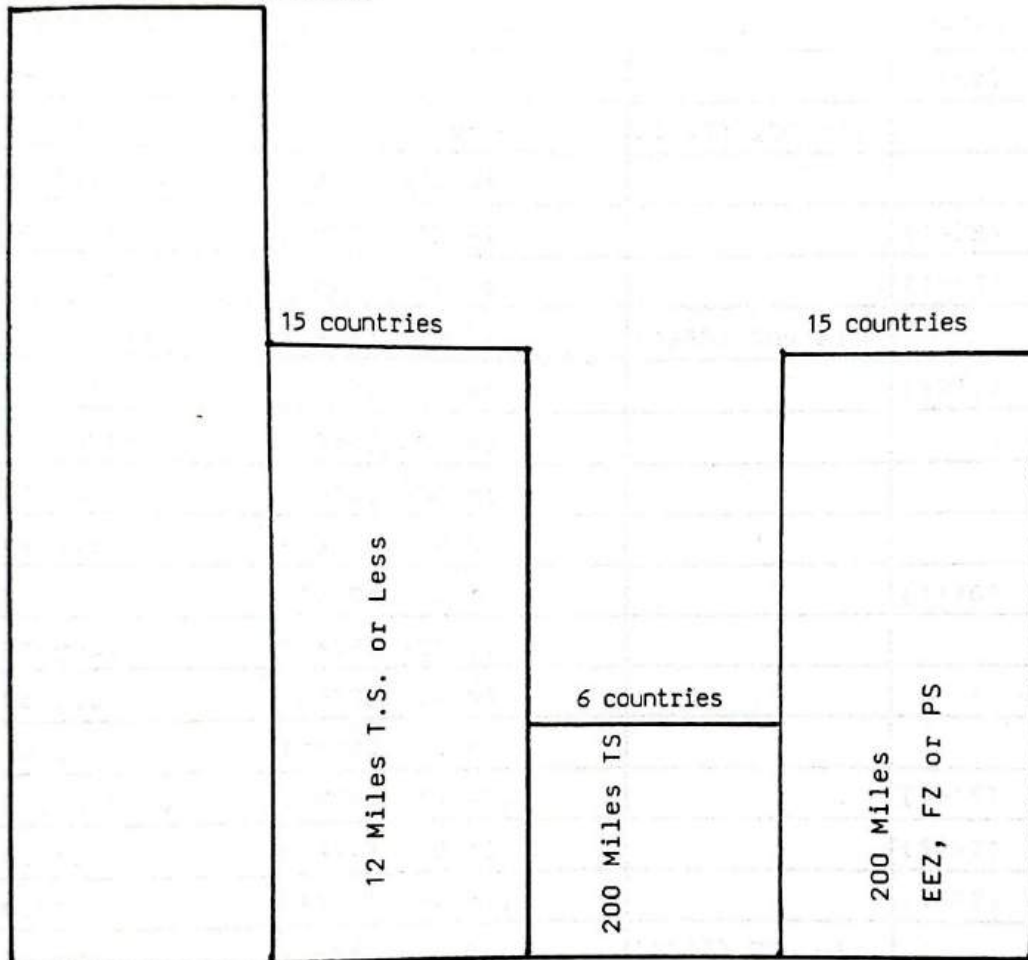 15 countries
15 countries
6 countries
12 Miles T.S. or Less
200 Miles TS
200 Miles
EEZ, FZ or PS